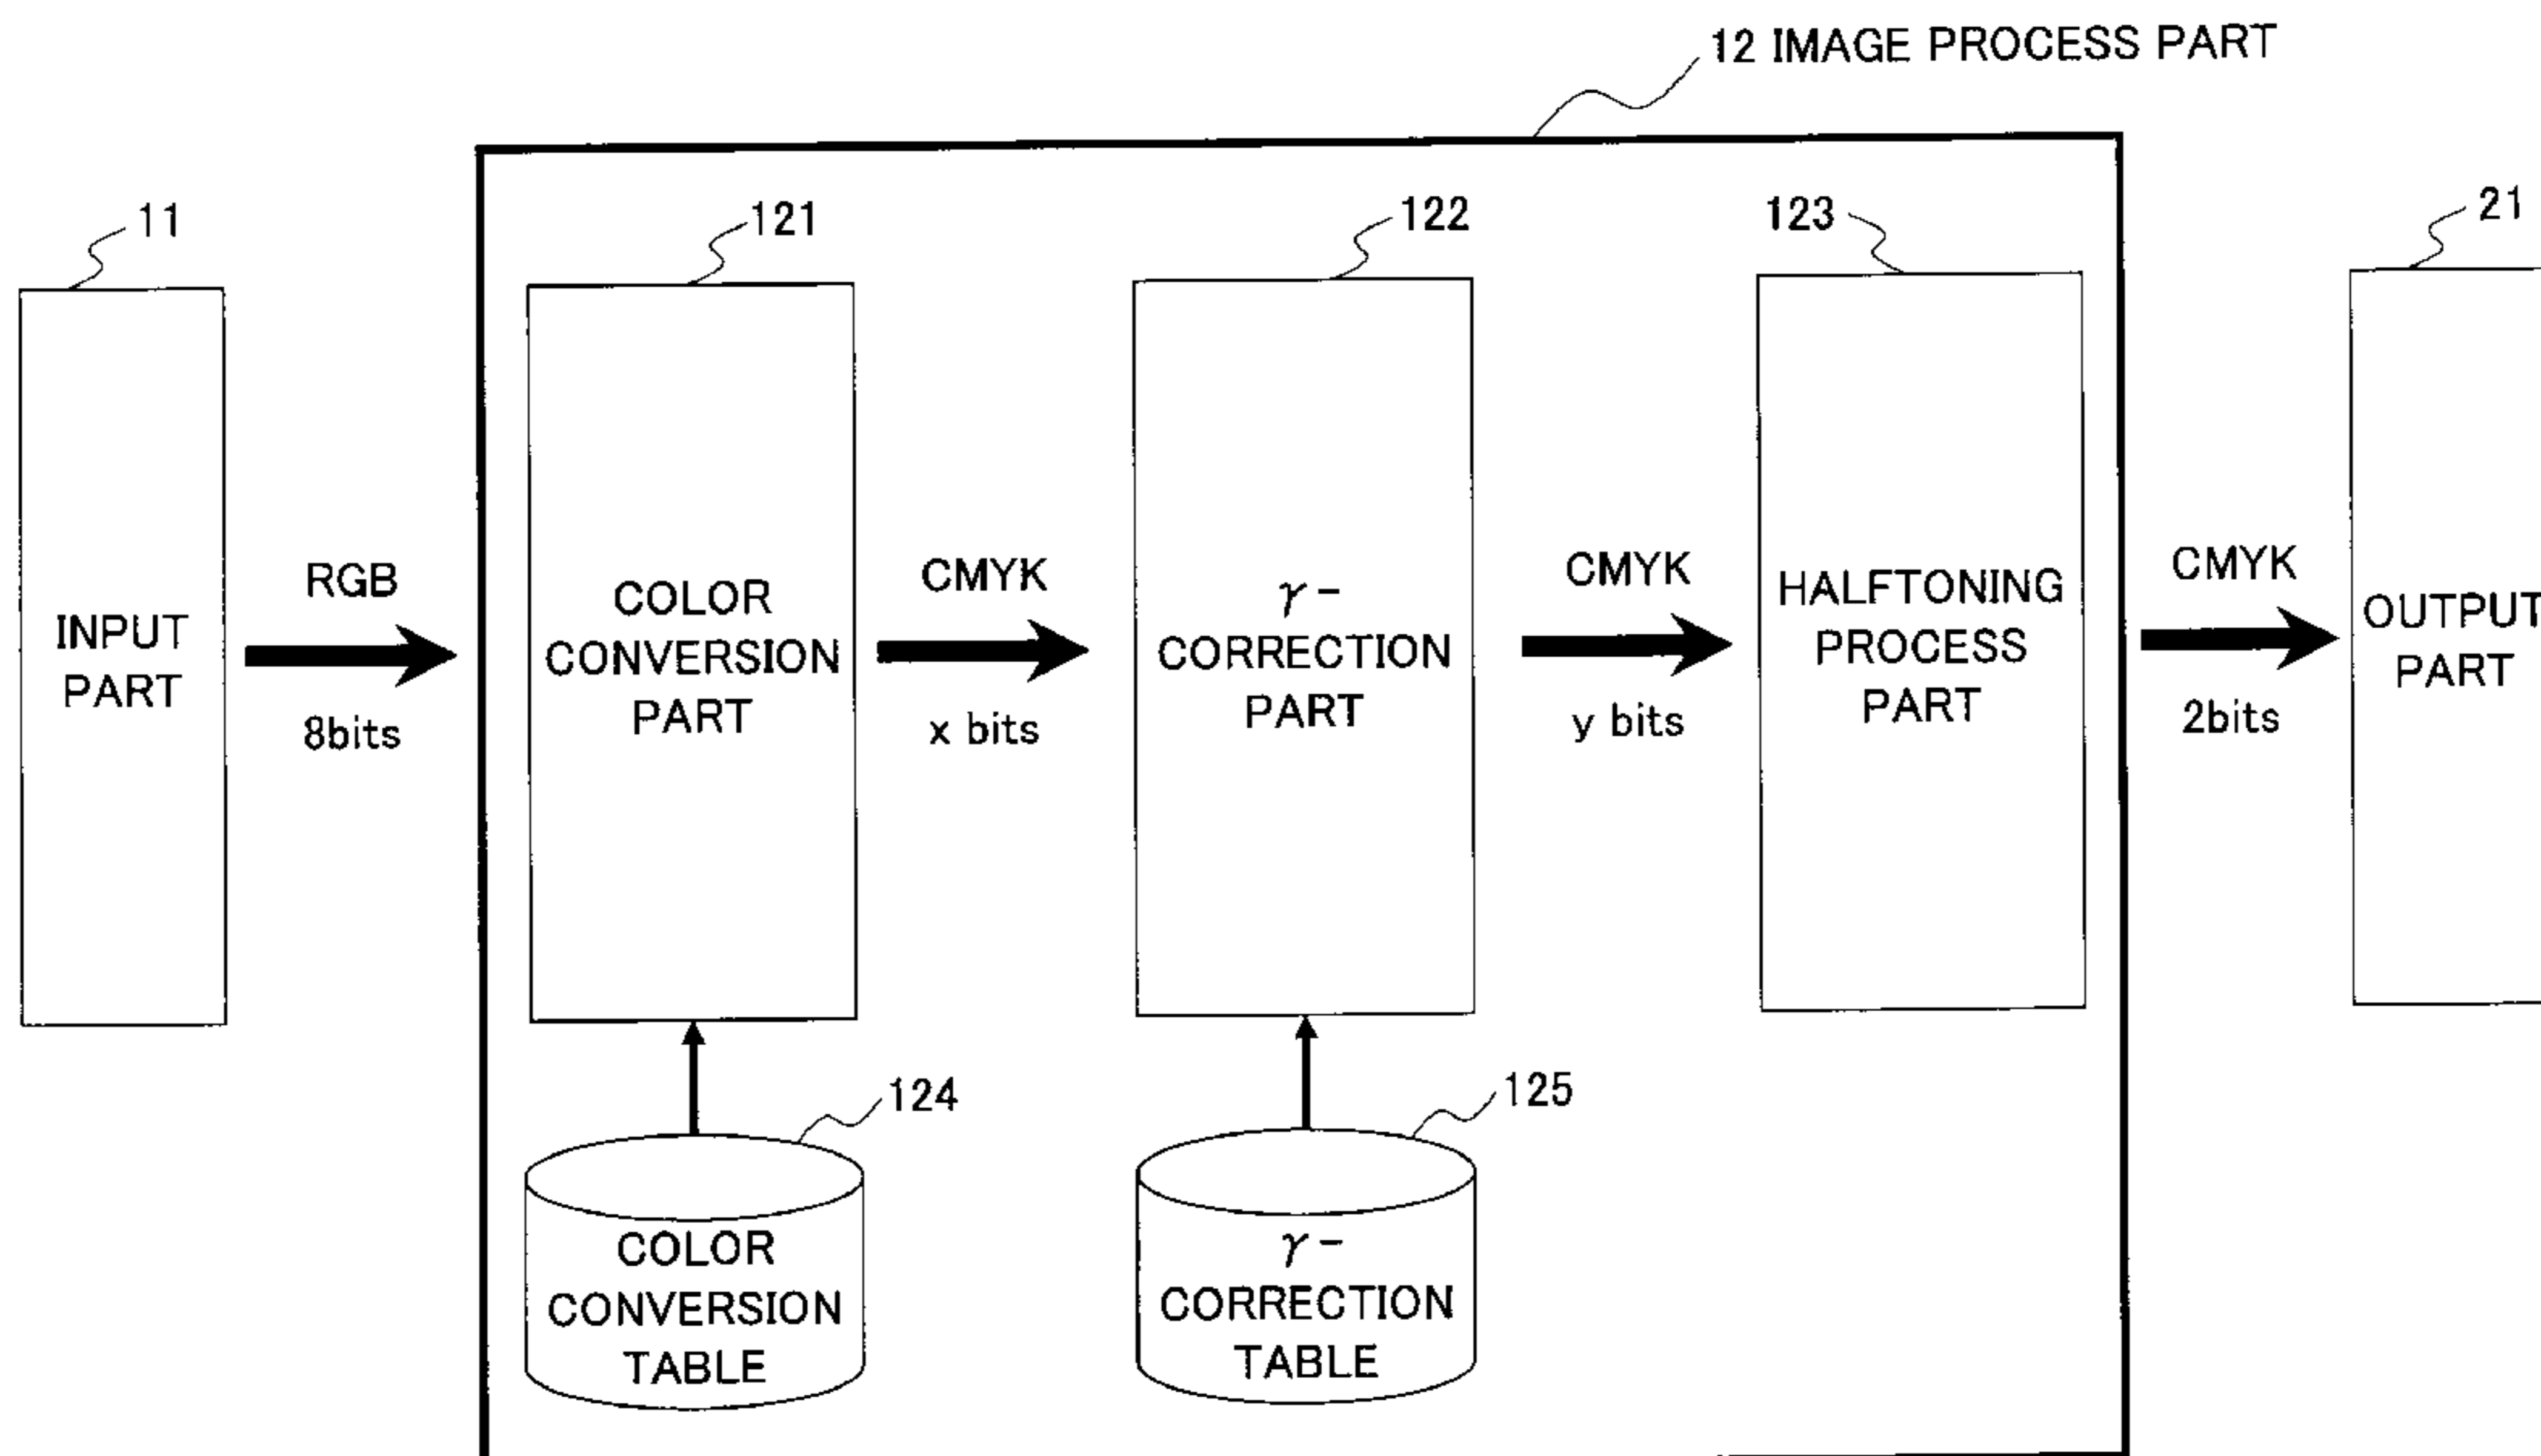 12 IMAGE PROCESS PART
11
121
122
123
21
INPUT
PART
RGB
8bits
COLOR
CONVERSION
PART
CMYK
x bits
γ-
CORRECTION
PART
CMYK
y bits
HALFTONING
PROCESS
PART
CMYK
2bits
OUTPUT
PART
124
COLOR
CONVERSION
TABLE
125
γ-
CORRECTION
TABLE